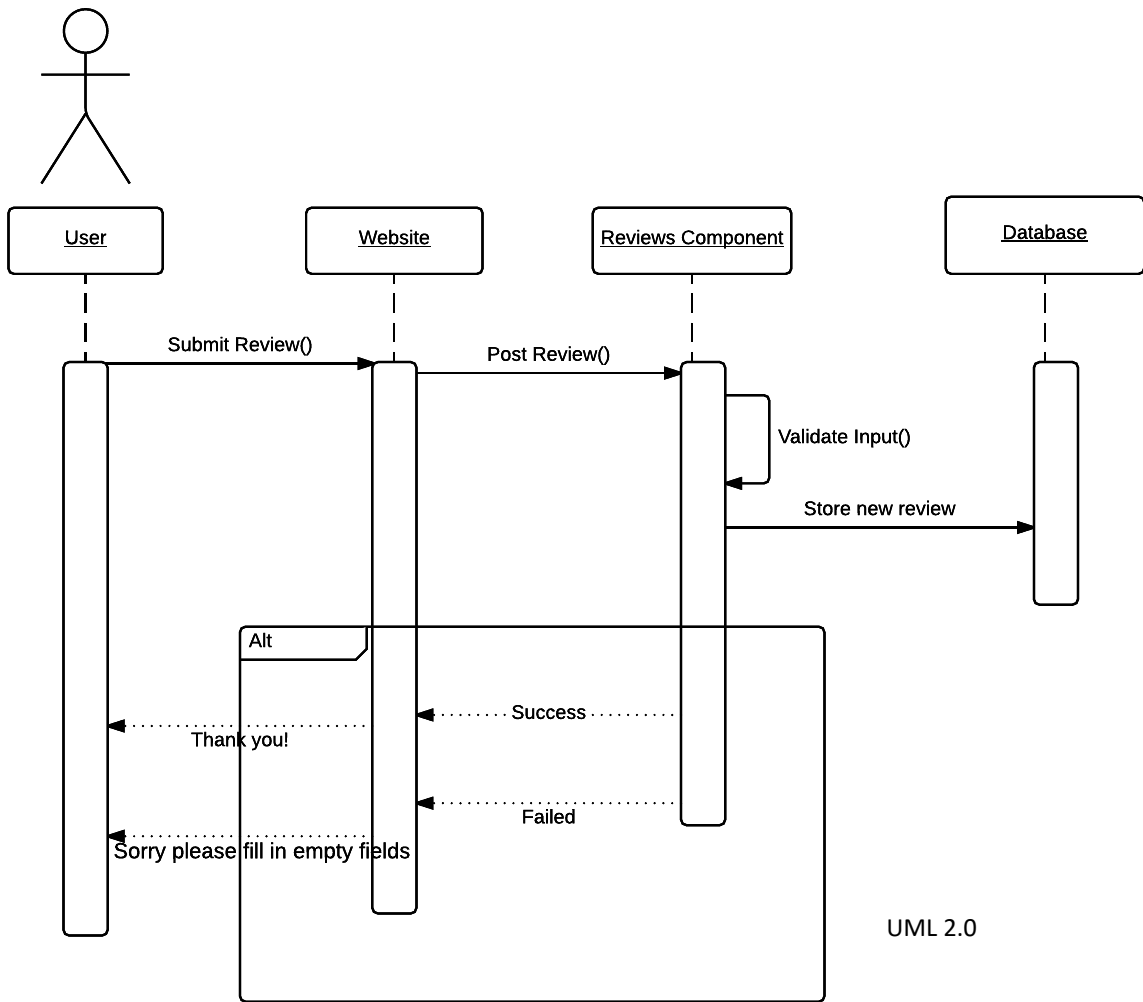 User
Website
Reviews Component
Database
Submit Review()
Post Review()
Validate Input()
Store new review
Alt
Success
Thank you!
Failed
Sorry please fill in empty fields
UML 2.0